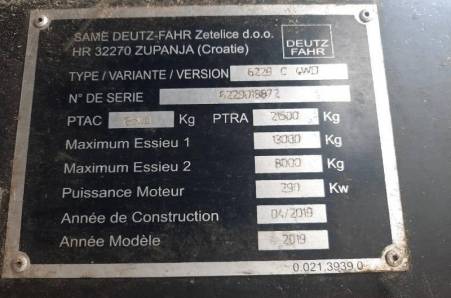 SAME DEUTZ-FAHR Zetelice d.o.o.
HR 32270 ZUPANJA (Croatie)
DEUTZ
FAHR
TYPE / VARIANTE / VERSION 4WD
N° DE SERIE
PTAC Kg PTRA 21500 Kg
Maximum Essieu 1 Kg
Maximum Essieu 2 8000 Kg
Puissance Moteur 290 Kw
Année de Construction 04/2019
Année Modèle 2019
0.021.3939.0